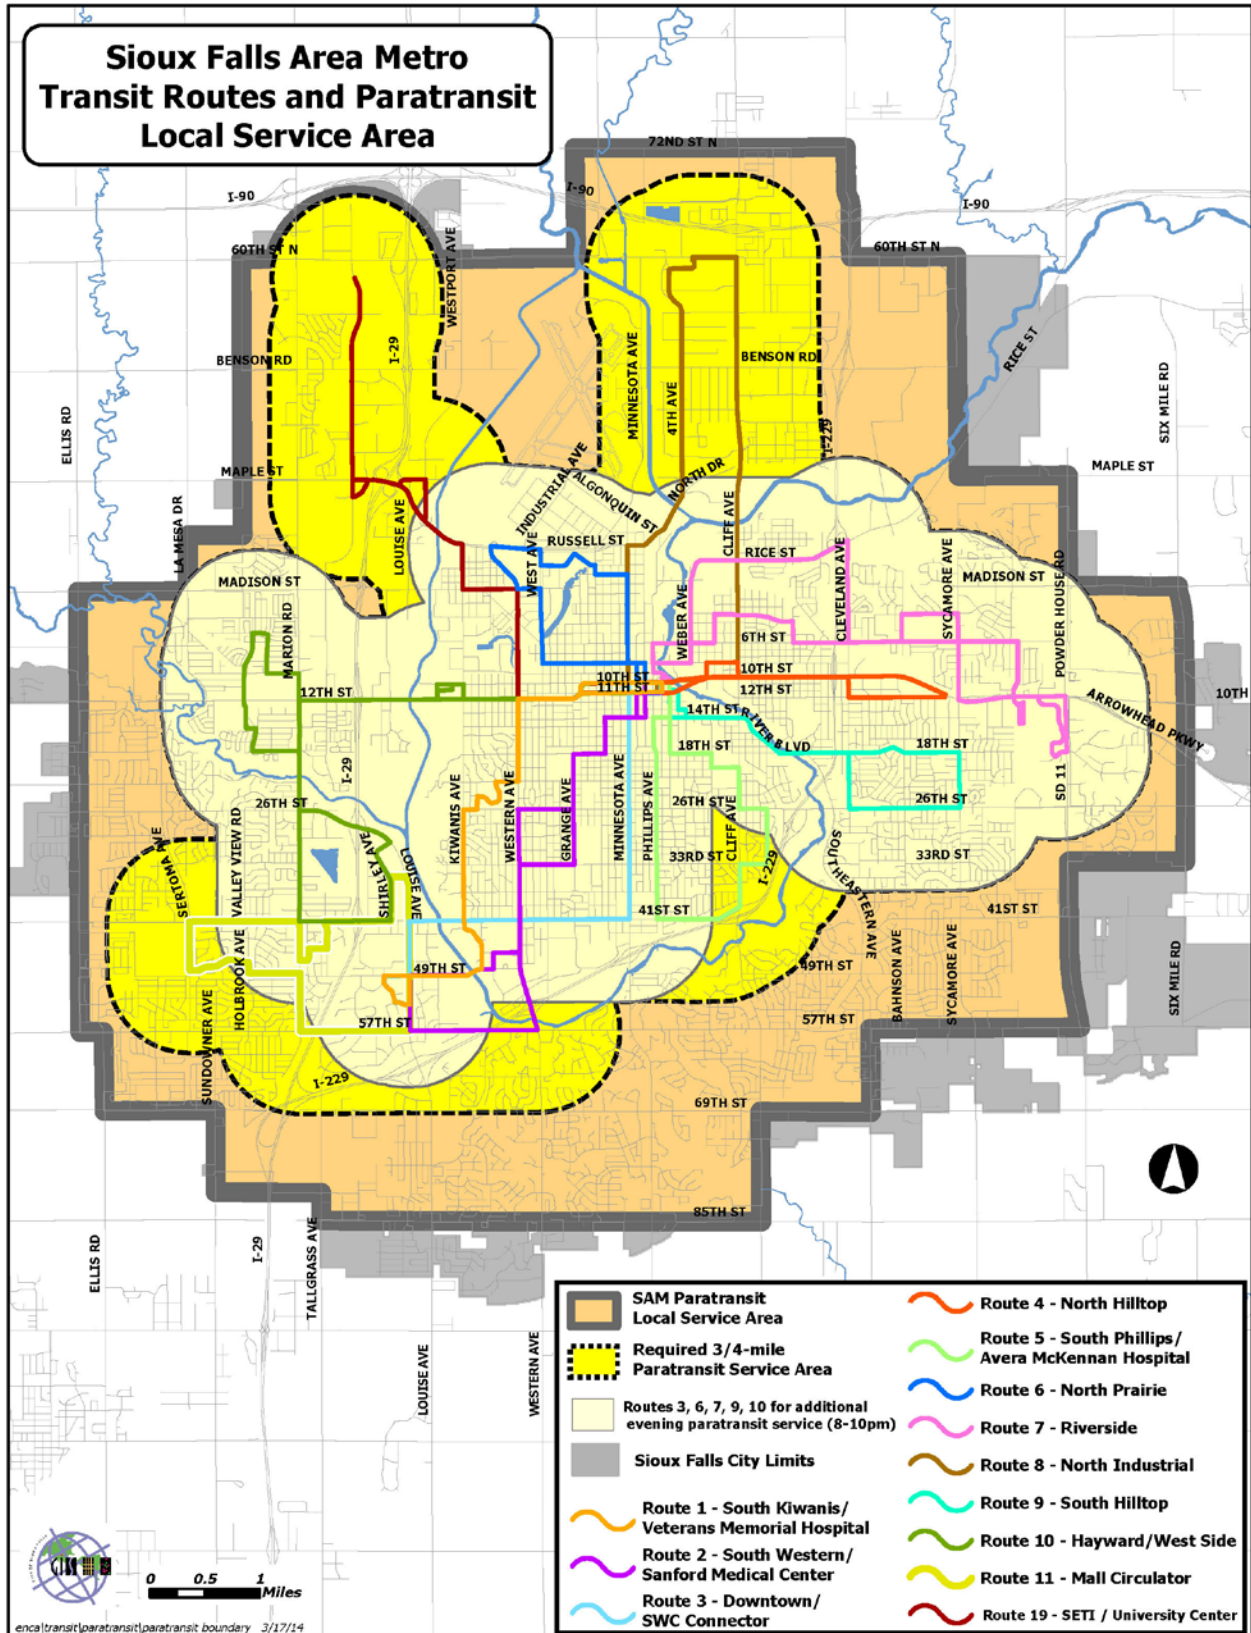 Sioux Falls Area Metro
Transit Routes and Paratransit
Local Service Area
72ND ST N
I-90
I-90
I-90
60TH ST N
60TH ST N
WESTPORT AVE
RICE ST
BENSON RD
I-29
MINNESOTA AVE
4TH AVE
BENSON RD
ELLIS RD
SIX MILE RD
I-229
MAPLE ST
MAPLE ST
NORTH DR
INDUSTRIAL AVE
ALGONQUIN ST
LA MESA DR
LOUISE AVE
RUSSELL ST
CLIFF AVE
RICE ST
WEST AVE
MADISON ST
MADISON ST
CLEVELAND AVE
SYCAMORE AVE
POWDER HOUSE RD
WEBER AVE
MARION RD
6TH ST
10TH ST
10TH ST
11TH ST
12TH ST
12TH ST
10TH
ARROWHEAD PKWY
14TH ST
RIVER BLVD
18TH ST
18TH ST
I-29
SD 11
26TH ST
26TH ST
26TH ST
KIWANIS AVE
WESTERN AVE
GRANGE AVE
MINNESOTA AVE
PHILLIPS AVE
CLIFF AVE
VALLEY VIEW RD
SERTOMA AVE
SHIRLEY AVE
LOUISE AVE
33RD ST
33RD ST
I-229
SOUTHEASTERN AVE
41ST ST
41ST ST
HOLBROOK AVE
49TH ST
49TH ST
BAHNSON AVE
SYCAMORE AVE
SIX MILE RD
57TH ST
57TH ST
SUNDOWNER AVE
I-229
69TH ST
85TH ST
ELLIS RD
I-29
TALLGRASS AVE
LOUISE AVE
WESTERN AVE
SAM Paratransit
Local Service Area
Required 3/4-mile
Paratransit Service Area
Routes 3, 6, 7, 9, 10 for additional
evening paratransit service (8-10pm)
Sioux Falls City Limits
Route 1 - South Kiwanis/
Veterans Memorial Hospital
Route 2 - South Western/
Sanford Medical Center
Route 3 - Downtown/
SWC Connector
Route 4 - North Hilltop
Route 5 - South Phillips/
Avera McKennan Hospital
Route 6 - North Prairie
Route 7 - Riverside
Route 8 - North Industrial
Route 9 - South Hilltop
Route 10 - Hayward/West Side
Route 11 - Mall Circulator
Route 19 - SETI / University Center
0 0.5 1
Miles
enca\transit\paratransit\paratransit boundary 3/17/14